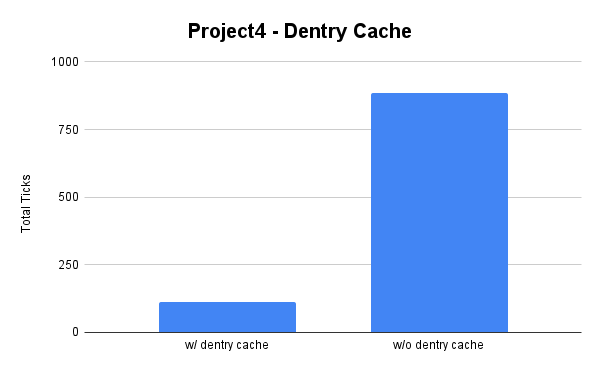 Project4 - Dentry Cache
1000
750
500
250
0
Total Ticks
w/ dentry cache
w/o dentry cache